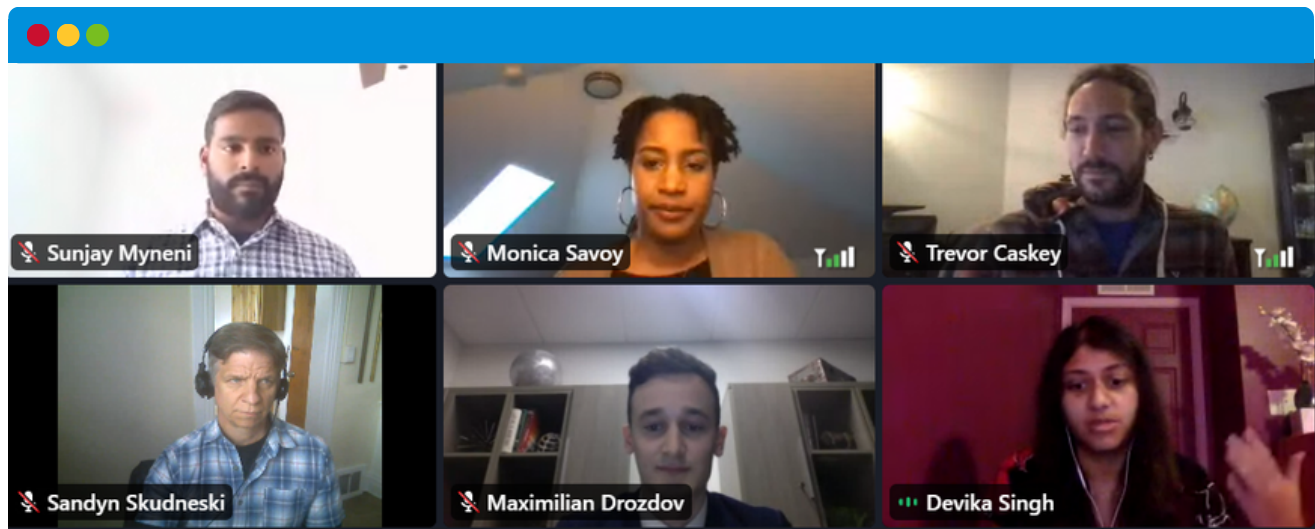 Sunjay Myneni
Monica Savoy
Trevor Caskey
Sandyn Skudneski
Maximilian Drozdov
Devika Singh